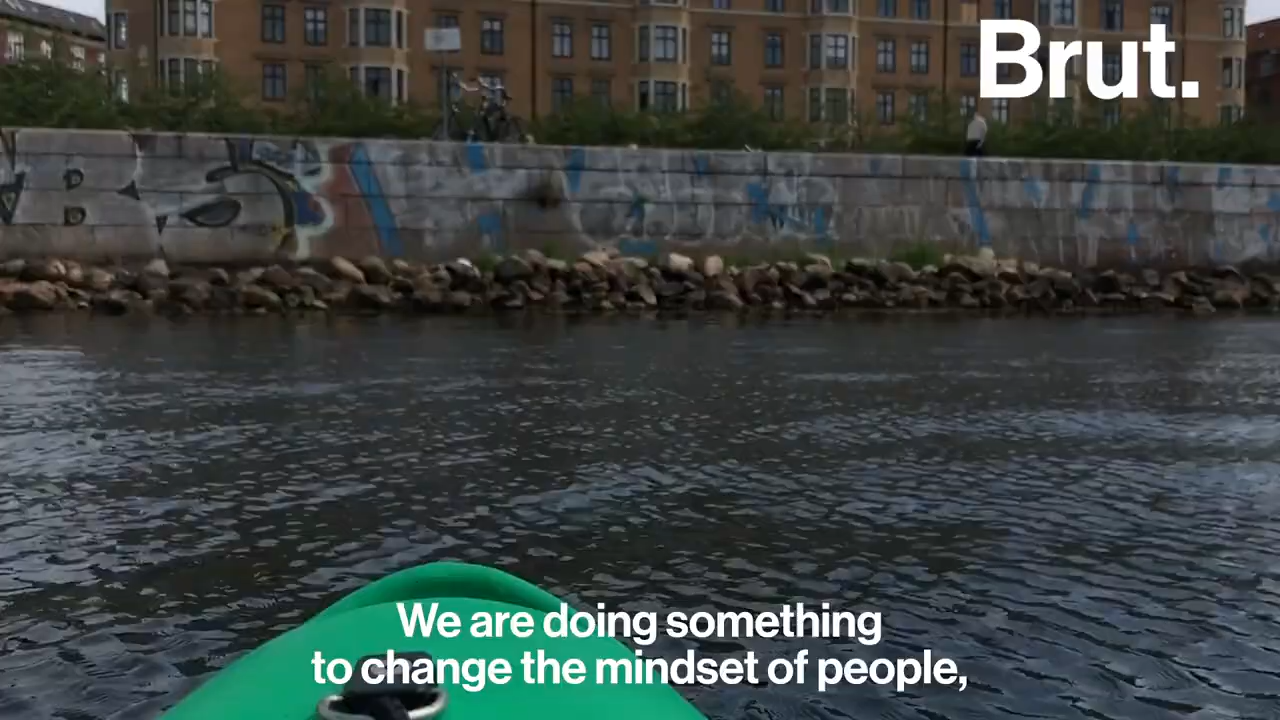 Brut.
We are doing something
to change the mindset of people,